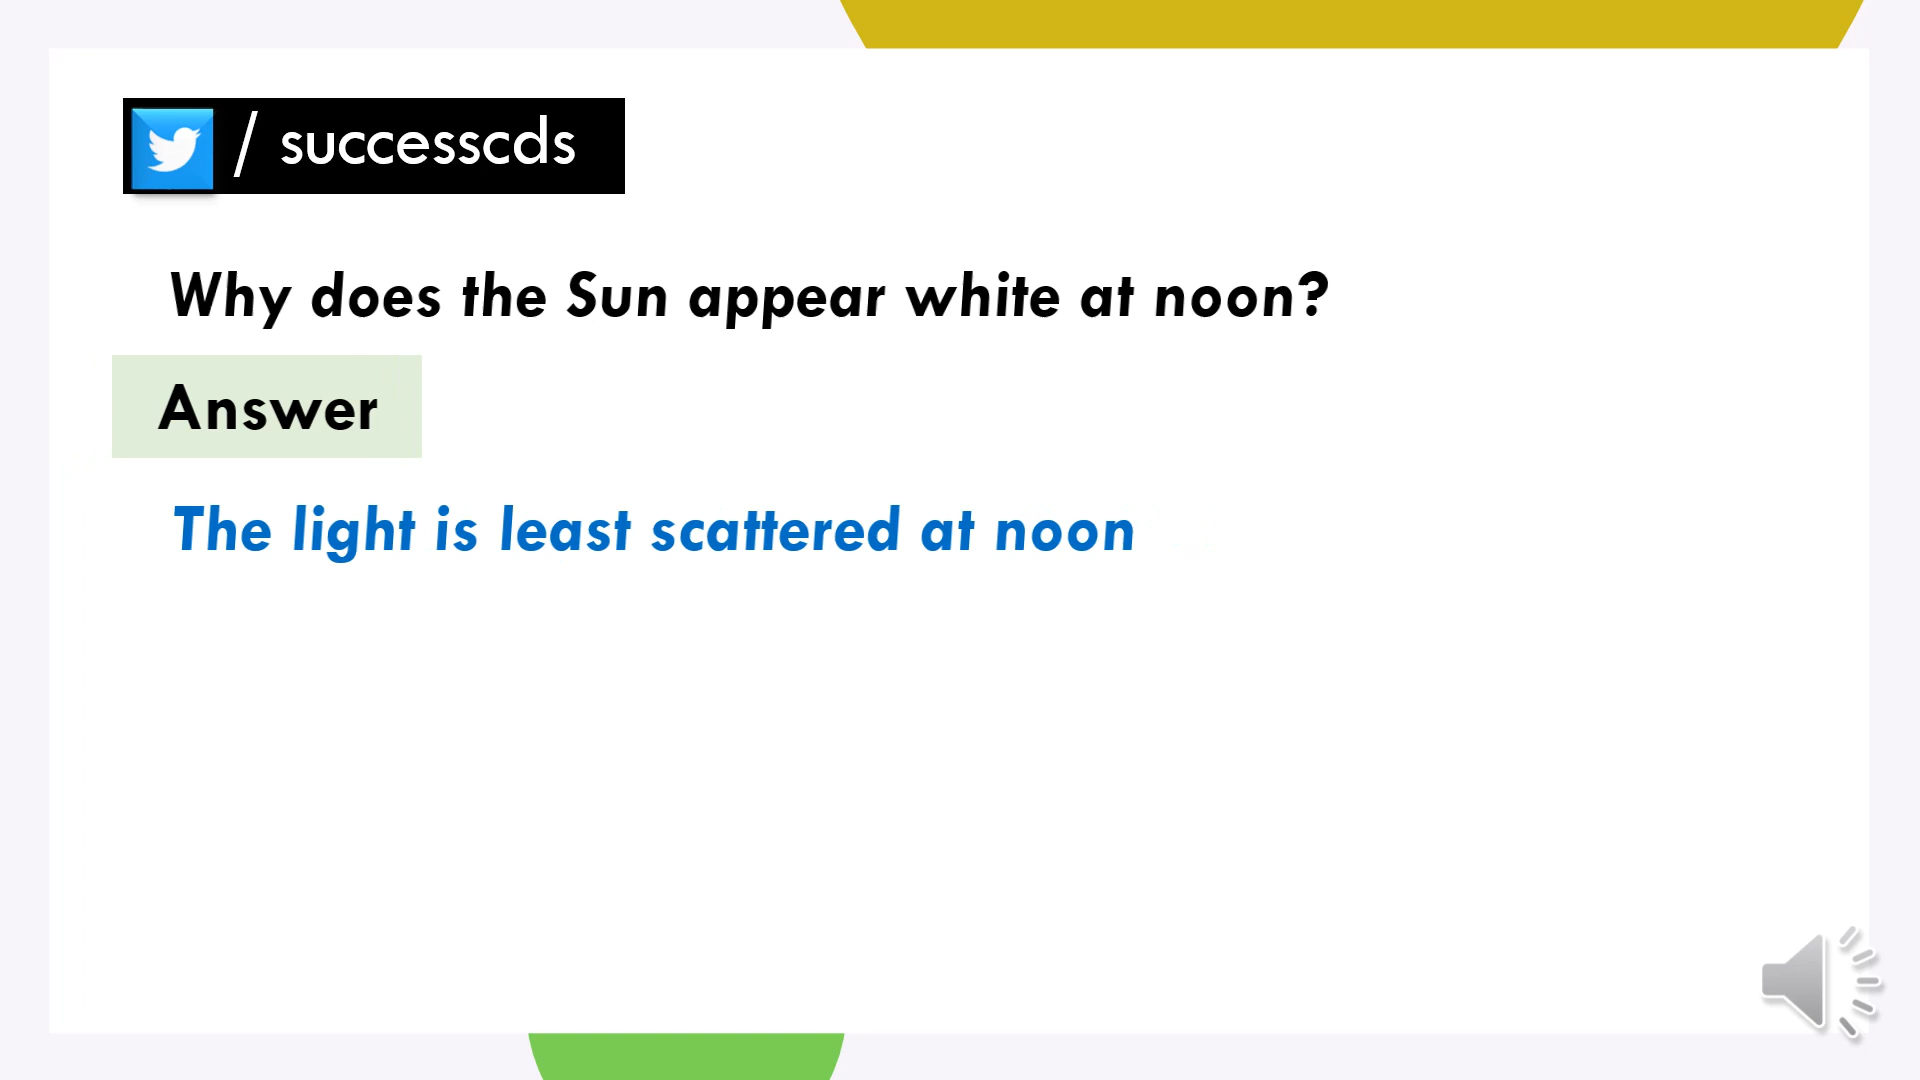 / successcds
Why does the Sun appear white at noon?
Answer
The light is least scattered at noon